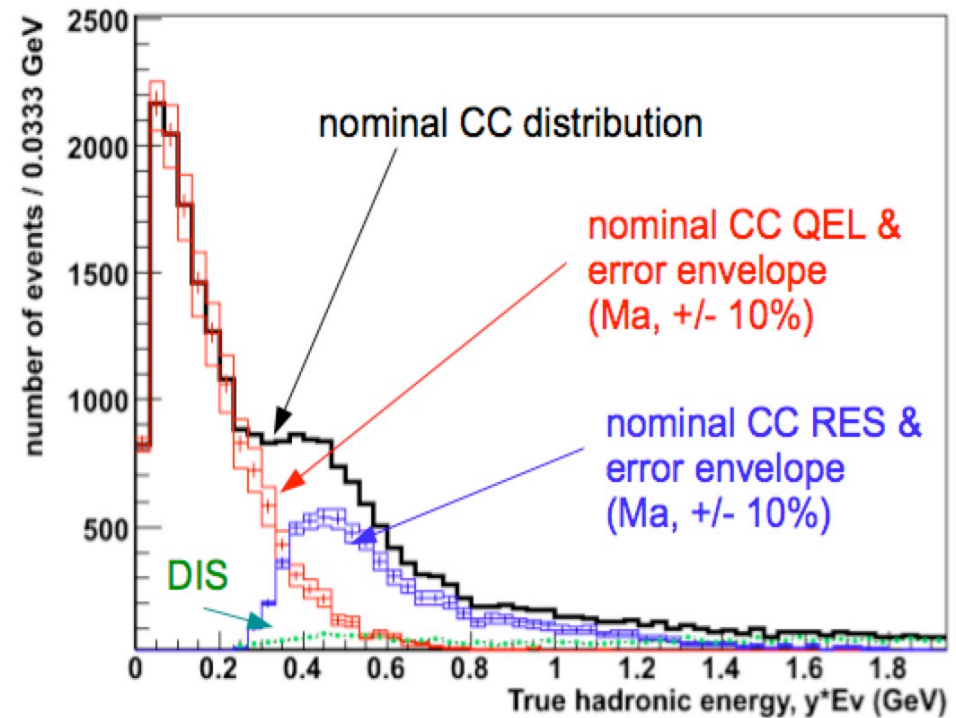 2500
2000
1500
1000
500
number of events / 0.0333 GeV
nominal CC distribution
nominal CC QEL &
error envelope
(Ma, +/- 10%)
nominal CC RES &
error envelope
(Ma, +/- 10%)
DIS
0 0.2 0.4 0.6 0.8 1 1.2 1.4 1.6 1.8
True hadronic energy, y*Ev (GeV)